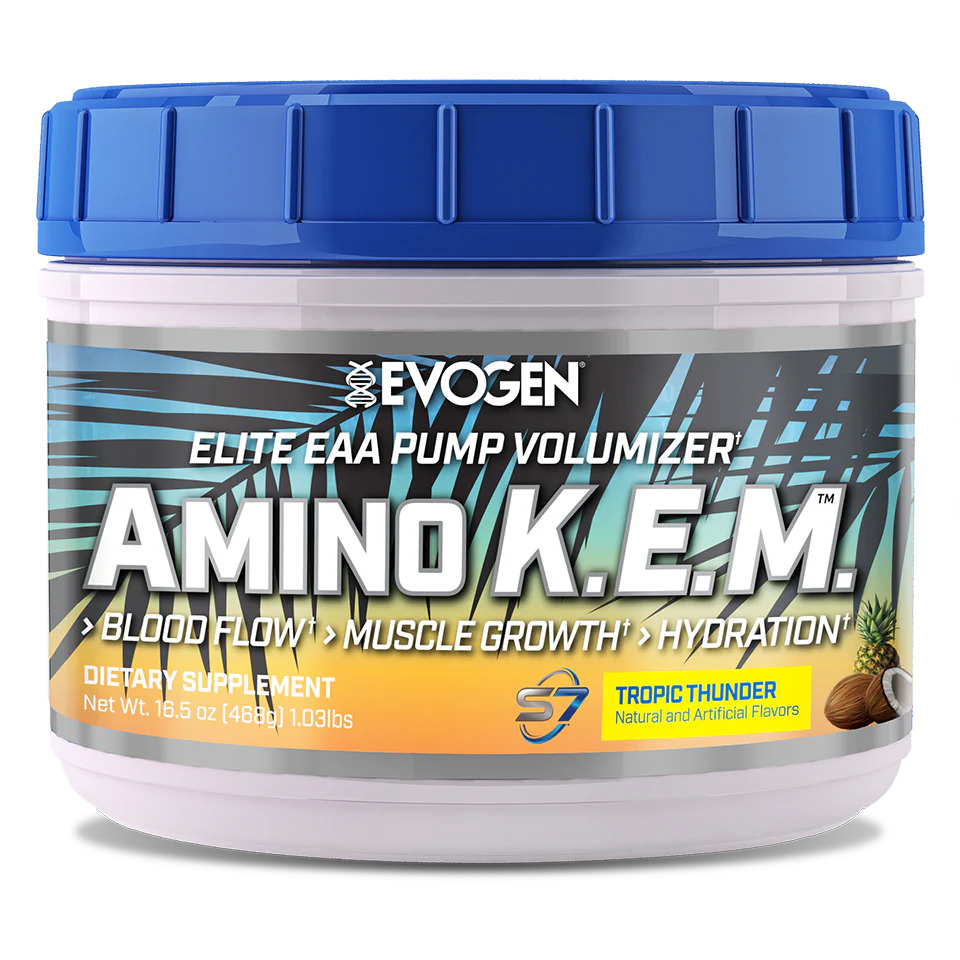 EVOGEN®
ELITE EAA PUMP VOLUMIZER†
AMINO K.E.M.™
> BLOOD FLOW† > MUSCLE GROWTH† > HYDRATION†
DIETARY SUPPLEMENT
Net Wt. 16.5 oz (468g) 1.03lbs
S7
TROPIC THUNDER
Natural and Artificial Flavors